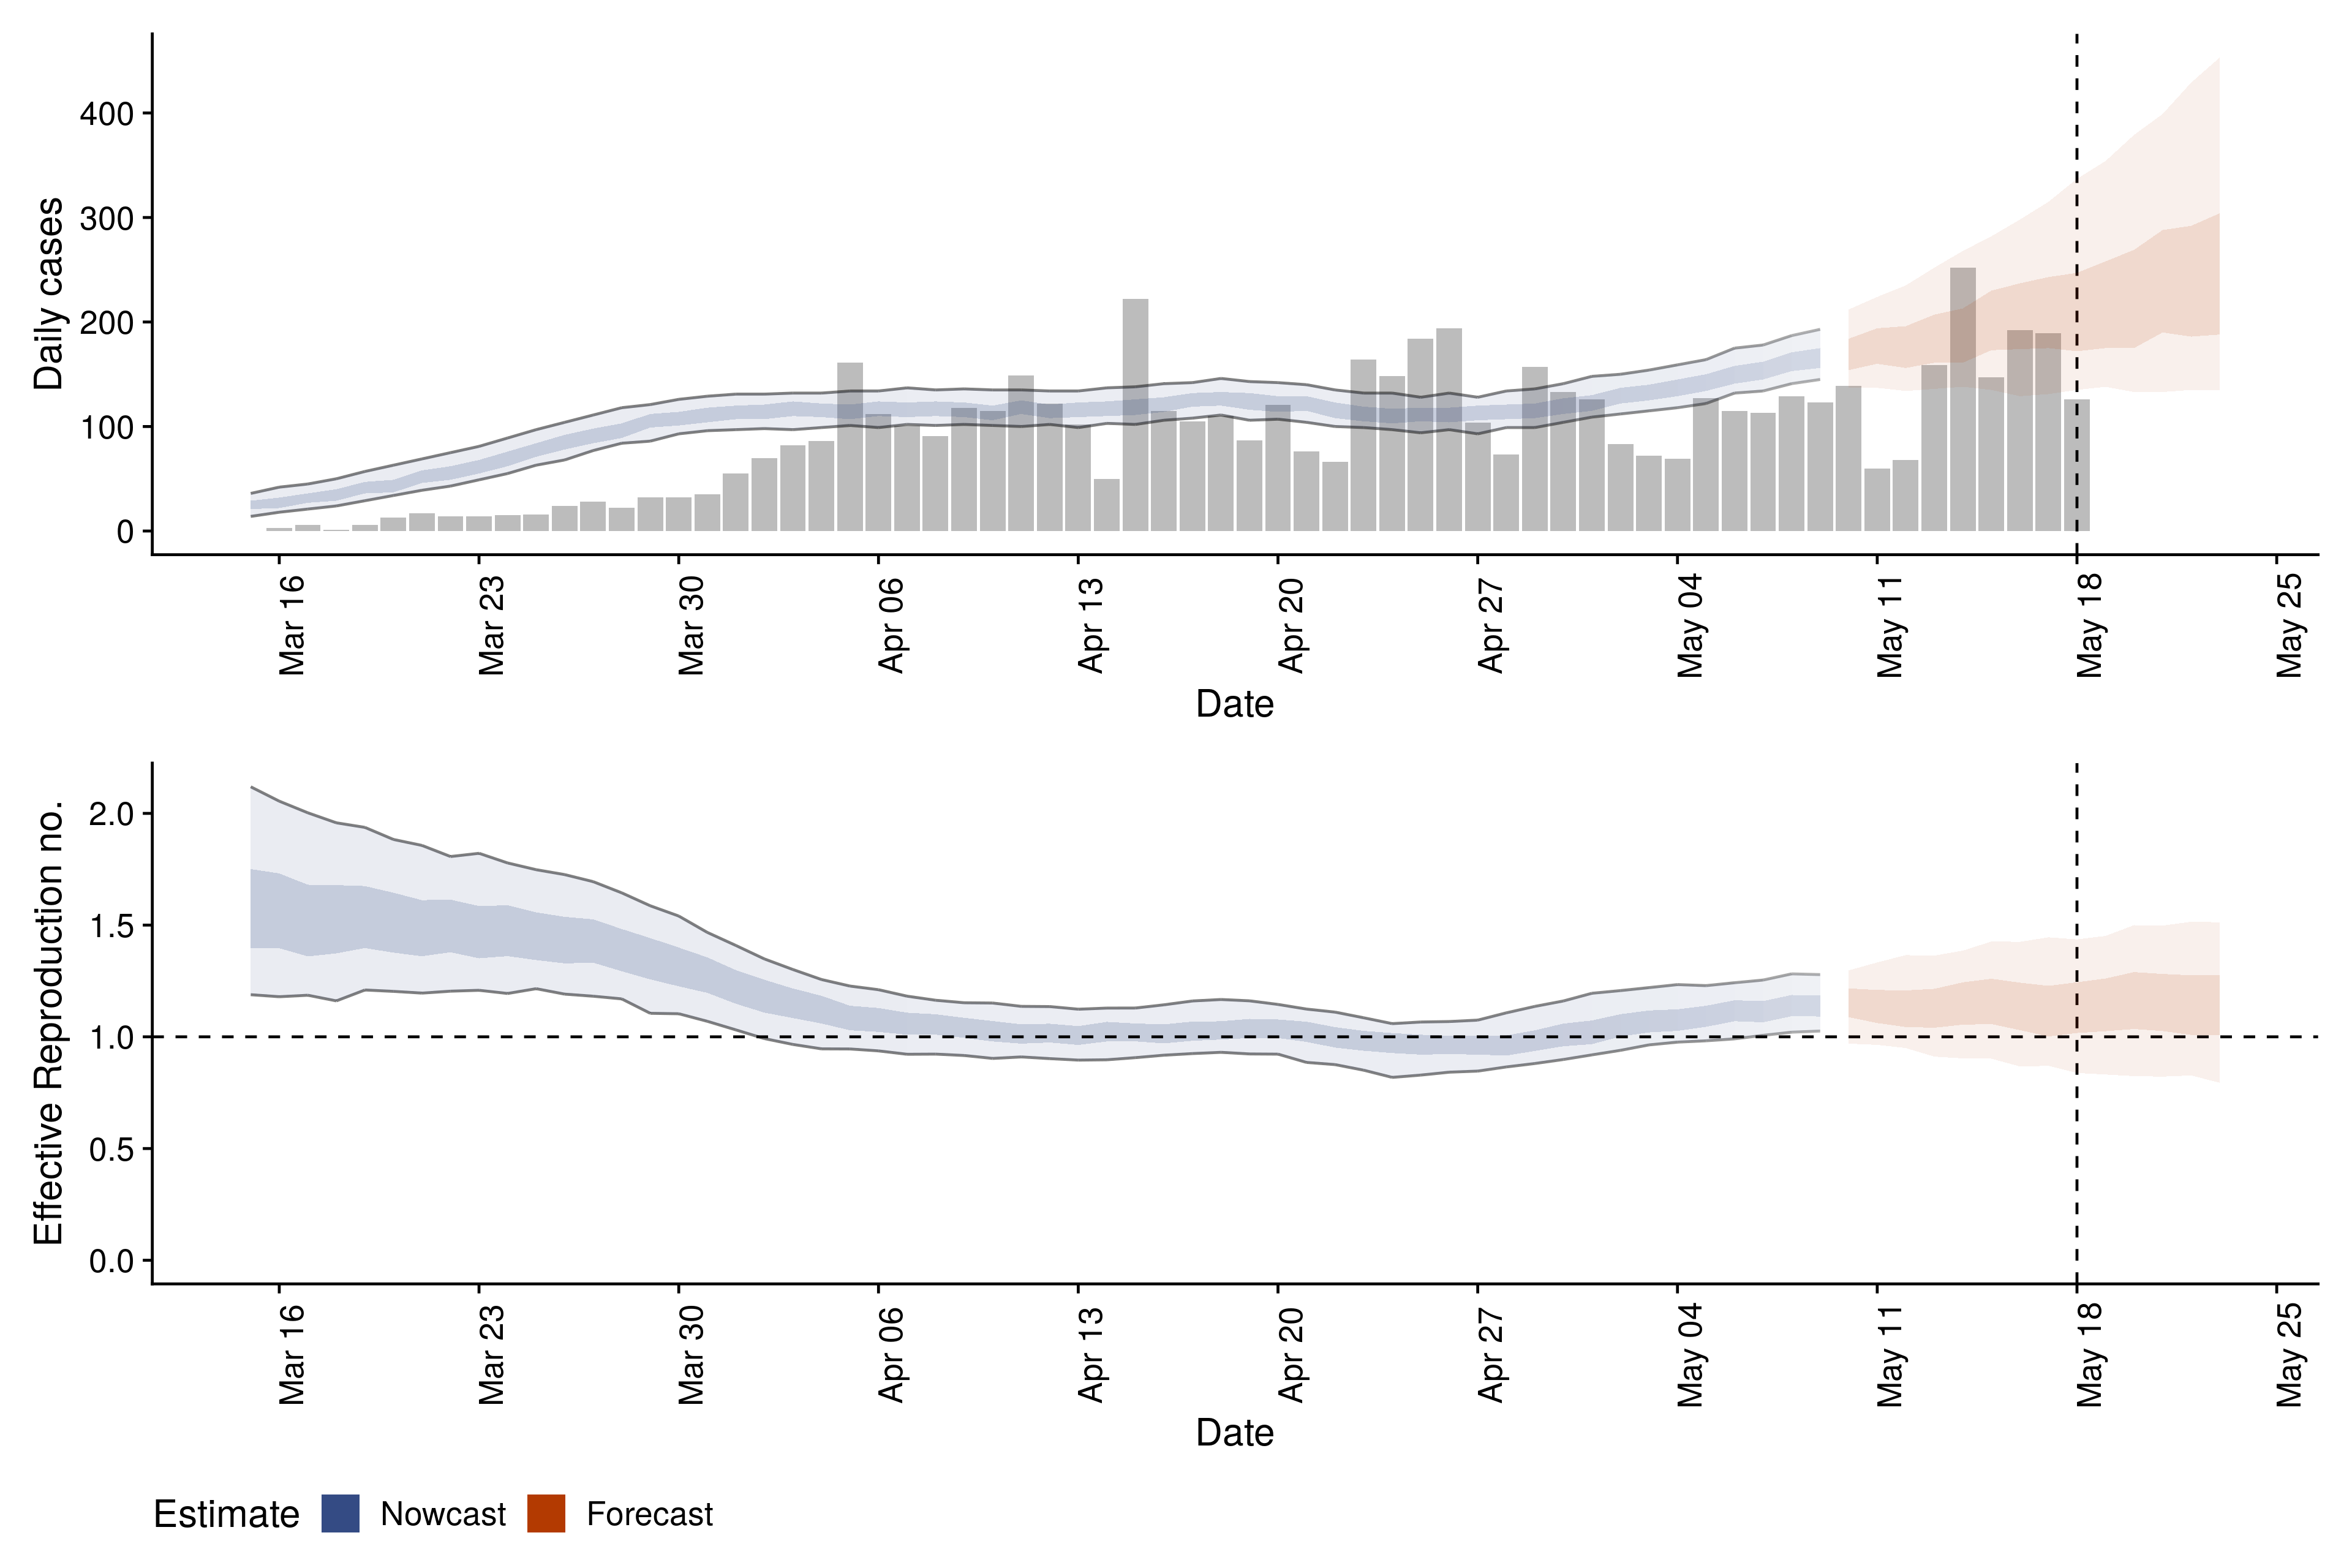 Daily cases
400
300
200
100
0
Mar 16
Mar 23
Mar 30
Apr 06
Apr 13
Apr 20
Apr 27
May 04
May 11
May 18
May 25
Date
Effective Reproduction no.
2.0
1.5
1.0
0.5
0.0
Mar 16
Mar 23
Mar 30
Apr 06
Apr 13
Apr 20
Apr 27
May 04
May 11
May 18
May 25
Date
Estimate Nowcast Forecast